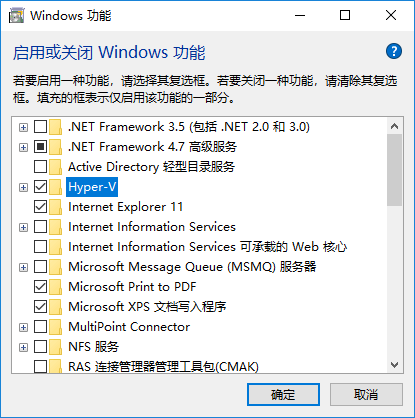 Windows 功能
启用或关闭 Windows 功能
若要启用一种功能，请选择其复选框。若要关闭一种功能，请清除其复选
框。填充的框表示仅启用该功能的一部分。
.NET Framework 3.5 (包括 .NET 2.0 和 3.0)
.NET Framework 4.7 高级服务
Active Directory 轻型目录服务
Hyper-V
Internet Explorer 11
Internet Information Services
Internet Information Services 可承载的 Web 核心
Microsoft Message Queue (MSMQ) 服务器
Microsoft Print to PDF
Microsoft XPS 文档写入程序
MultiPoint Connector
NFS 服务
RAS 连接管理器管理工具包(CMAK)
确定
取消